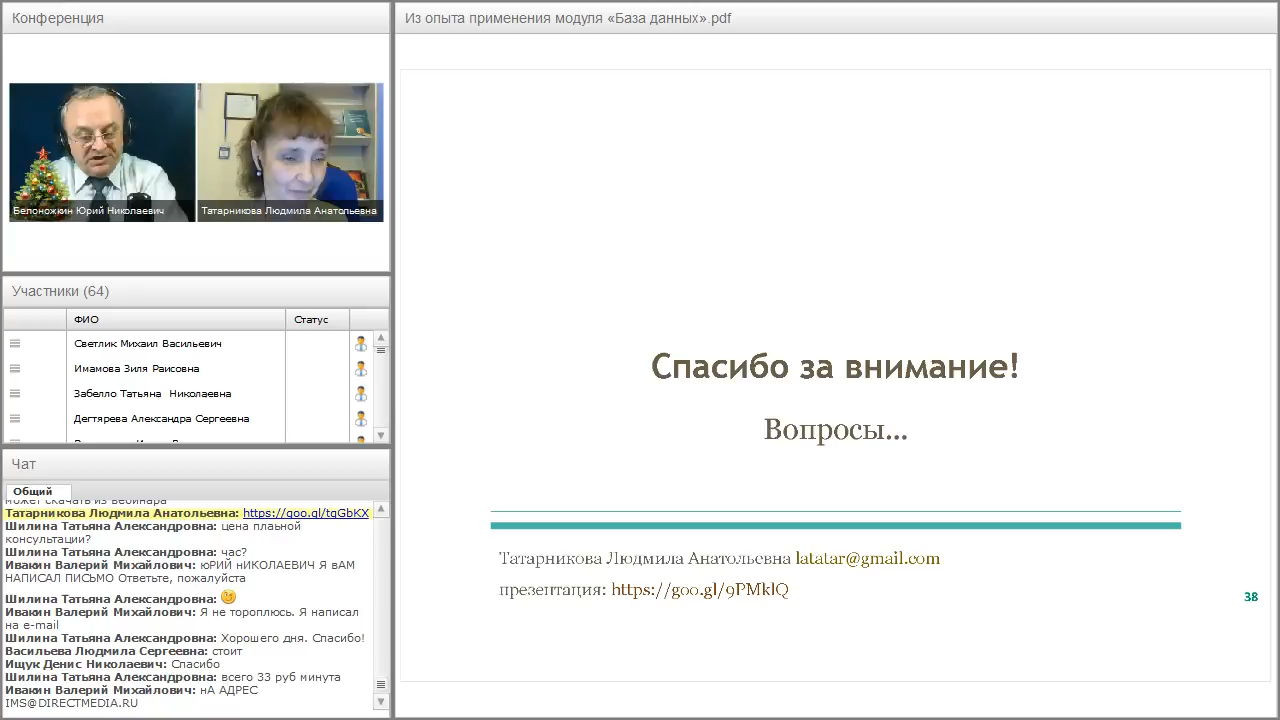 Конференция
Белоножкин Юрий Николаевич
Татарникова Людмила Анатольевна
Участники (64)
ФИО
Статус
Светлик Михаил Васильевич
Имамова Зиля Раисовна
Забелло Татьяна Николаевна
Дегтярева Александра Сергеевна
Чат
Общий
может скачать из вебинара
Татарникова Людмила Анатольевна: https://goo.gl/tqGbKX
Шилина Татьяна Александровна: цена плаьной
консультации?
Шилина Татьяна Александровна: час?
Ивакин Валерий Михайлович: юРИЙ нИКОЛАЕВИЧ Я вАМ
НАПИСАЛ ПИСЬМО Ответьте, пожалуйста
Шилина Татьяна Александровна:
Ивакин Валерий Михайлович: Я не тороплюсь. Я написал
на e-mail
Шилина Татьяна Александровна: Хорошего дня. Спасибо!
Васильева Людмила Сергеевна: стоит
Ищук Денис Николаевич: Спасибо
Шилина Татьяна Александровна: всего 33 руб минута
Ивакин Валерий Михайлович: нА АДРЕС
IMS@DIRECTMEDIA.RU
Из опыта применения модуля «База данных».pdf
Спасибо за внимание!
Вопросы...
Татарникова Людмила Анатольевна latatar@gmail.com
презентация: https://goo.gl/9PMklQ
38